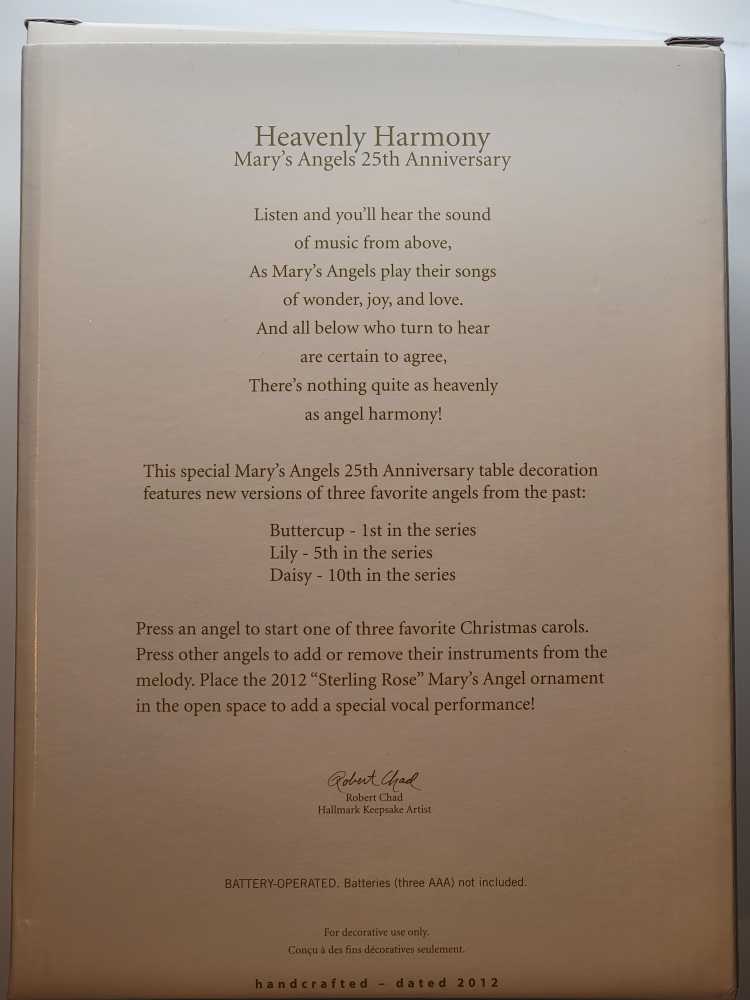 Heavenly Harmony
Mary's Angels 25th Anniversary
Listen and you'll hear the sound
of music from above,
As Mary's Angels play their songs
of wonder, joy, and love.
And all below who turn to hear
are certain to agree,
There's nothing quite as heavenly
as angel harmony!
This special Mary's Angels 25th Anniversary table decoration
features new versions of three favorite angels from the past:
Buttercup - 1st in the series
Lily - 5th in the series
Daisy - 10th in the series
Press an angel to start one of three favorite Christmas carols.
Press other angels to add or remove their instruments from the
melody. Place the 2012 “Sterling Rose” Mary's Angel ornament
in the open space to add a special vocal performance!
Robert Chad
Robert Chad
Hallmark Keepsake Artist
BATTERY-OPERATED. Batteries (three AAA) not included.
For decorative use only.
Conçu à des fins décoratives seulement.
handcrafted – dated 2012